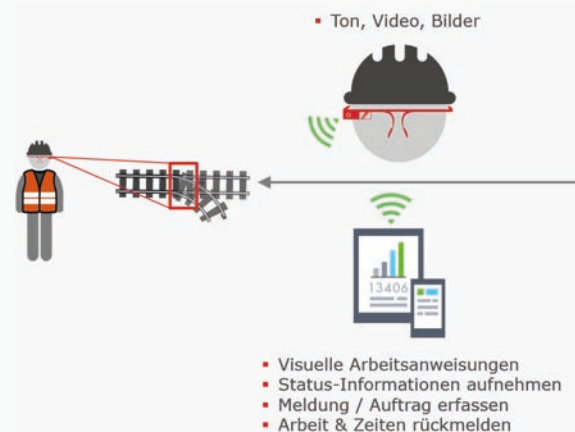 ▪ Ton, Video, Bilder
13406
▪ Visuelle Arbeitsanweisungen
▪ Status-Informationen aufnehmen
▪ Meldung / Auftrag erfassen
▪ Arbeit & Zeiten rückmelden